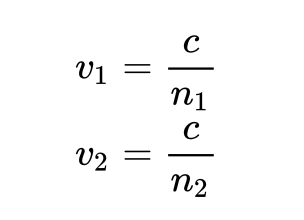 v₁ = c/n₁
v₂ = c/n₂